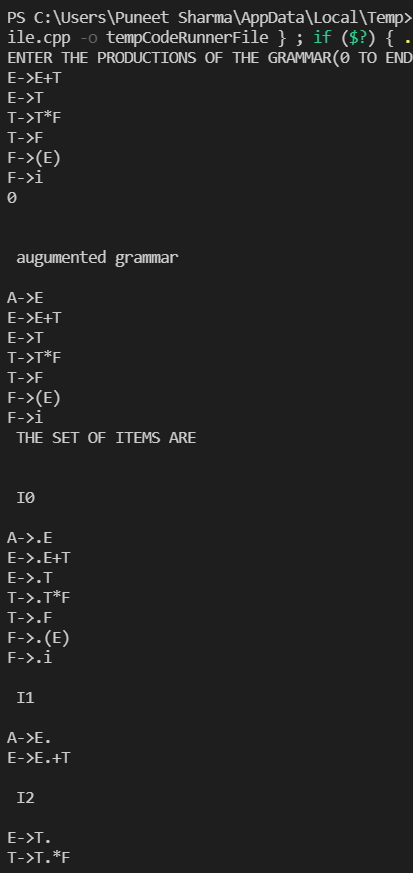 PS C:\Users\Puneet Sharma\AppData\Local\Temp>
ile.cpp -o tempCodeRunnerFile } ; if ($?) { .
ENTER THE PRODUCTIONS OF THE GRAMMAR(0 TO END
E->E+T
E->T
T->T*F
T->F
F->(E)
F->i
0
augumented grammar
A->E
E->E+T
E->T
T->T*F
T->F
F->(E)
F->i
THE SET OF ITEMS ARE
I0
A->.E
E->.E+T
E->.T
T->.T*F
T->.F
F->.(E)
F->.i
I1
A->E.
E->E.+T
I2
E->T.
T->T.*F